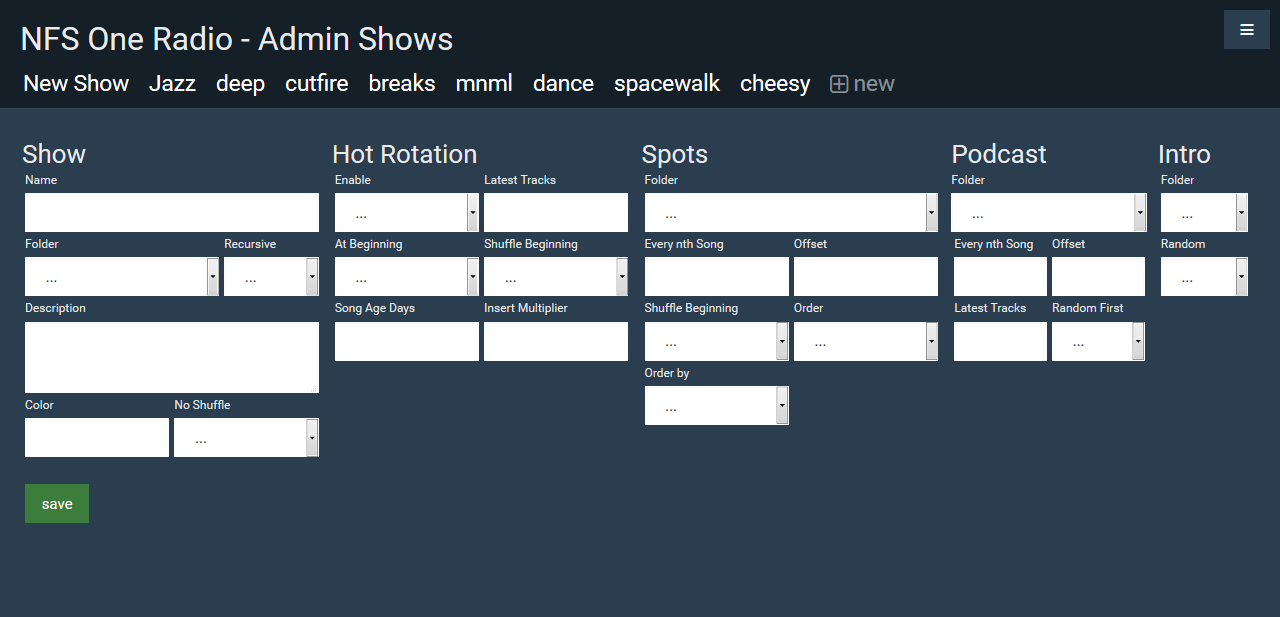 NFS One Radio - Admin Shows
New Show Jazz deep cutfire breaks mnml dance spacewalk cheesy new
Show
Name
Folder Recursive
... ...
Description
Color No Shuffle
...
save
Hot Rotation
Enable Latest Tracks
...
At Beginning Shuffle Beginning
... ...
Song Age Days Insert Multiplier
Spots
Folder
...
Every nth Song Offset
Shuffle Beginning Order
... ...
Order by
...
Podcast
Folder
...
Every nth Song Offset
Latest Tracks Random First
...
Intro
Folder
...
Random
...